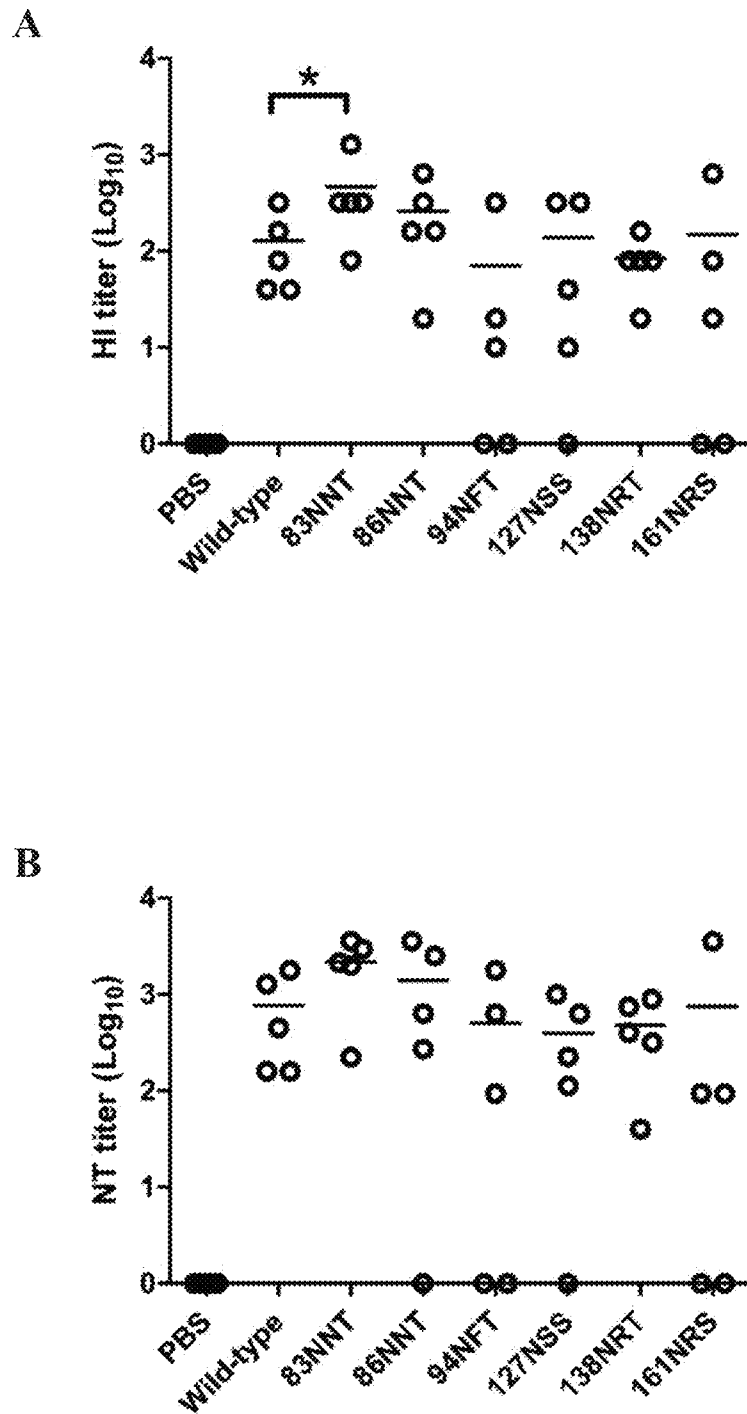 A
HI titer (Log10)
4
3
2
1
0
*
PBS
Wild-type
83NNT
86NNT
94NFT
127NSS
138NRT
161NRS
B
NT titer (Log10)
4
3
2
1
0
PBS
Wild-type
83NNT
86NNT
94NFT
127NSS
138NRT
161NRS